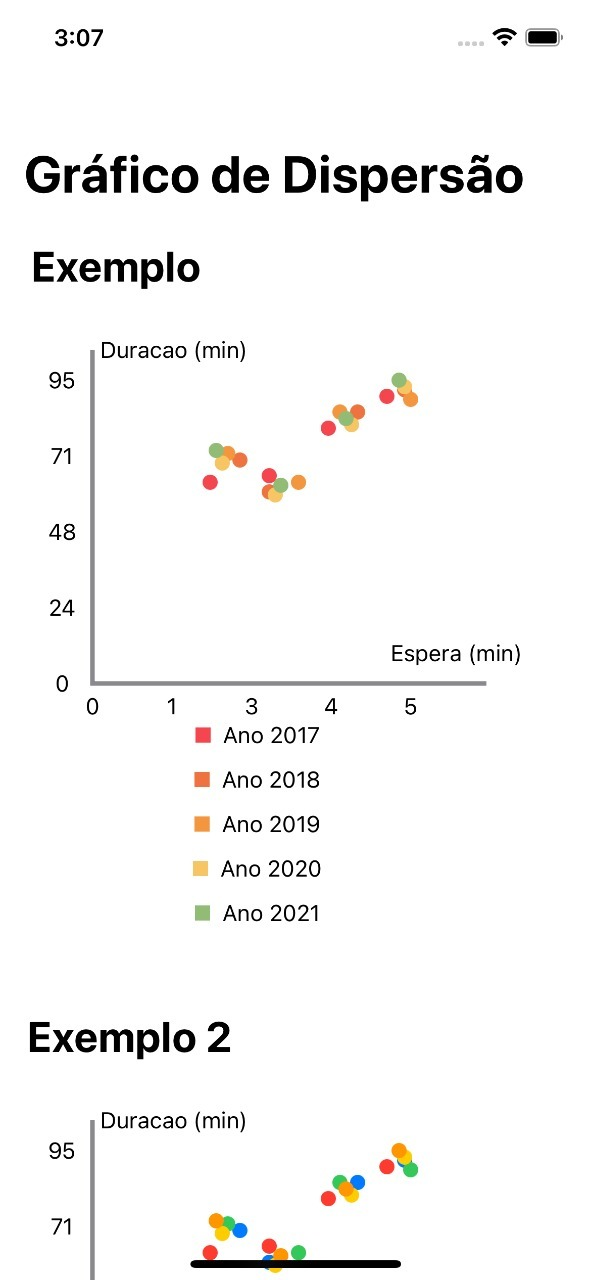 3:07
Gráfico de Dispersão
Exemplo
Duracao (min)
95
71
48
24
Espera (min)
0
0 1 3 4 5
Ano 2017
Ano 2018
Ano 2019
Ano 2020
Ano 2021
Exemplo 2
Duracao (min)
95
71